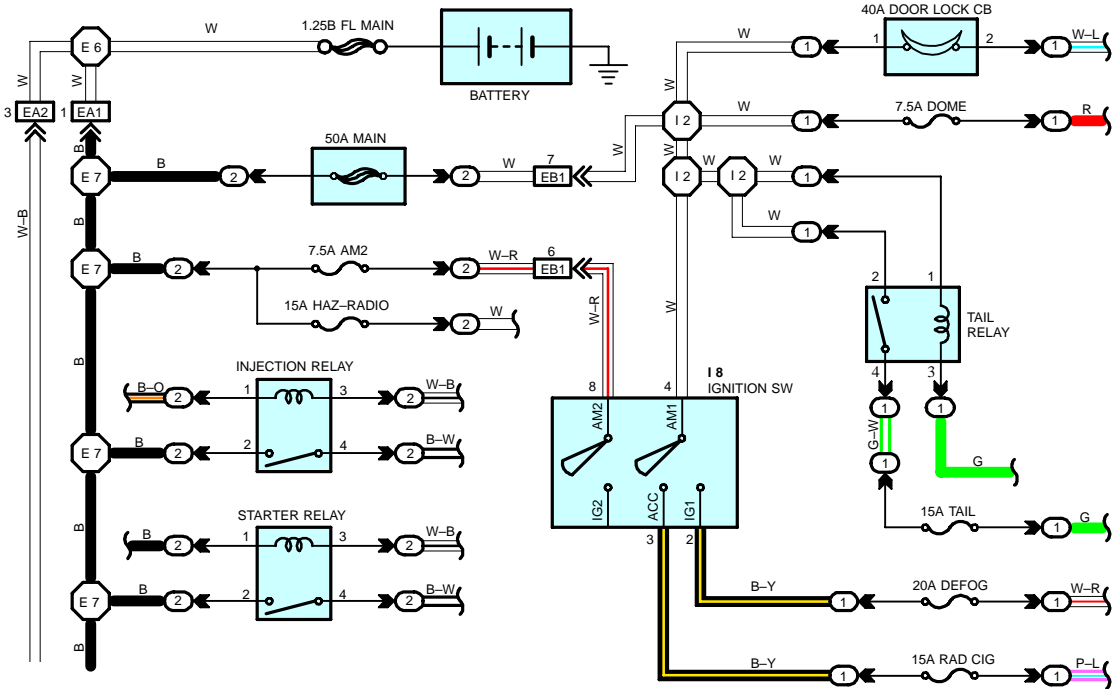 1.25B FL MAIN
W
E 6
BATTERY
40A DOOR LOCK CB
W
1
1
2
1
W–L
W
W
W
3
EA2
1
EA1
B
I 2
W
1
7.5A DOME
1
R
50A MAIN
E 7
B
2
2
W
7
EB1
W
W
I 2
W
I 2
W
1
W
1
W–B
B
7.5A AM2
E 7
B
2
2
W–R
6
EB1
W–R
W
15A HAZ–RADIO
2
W
2
1
TAIL
RELAY
4
3
B
INJECTION RELAY
B–O
2
1
3
2
W–B
E 7
B
2
2
4
2
B–W
I 8
IGNITION SW
8
4
AM2
AM1
IG2
ACC
IG1
3
2
1
1
G–W
1
G
B
STARTER RELAY
B
2
1
3
2
W–B
15A TAIL
1
G
E 7
B
2
2
4
2
B–W
B–Y
1
20A DEFOG
1
W–R
B
B–Y
1
15A RAD CIG
1
P–L